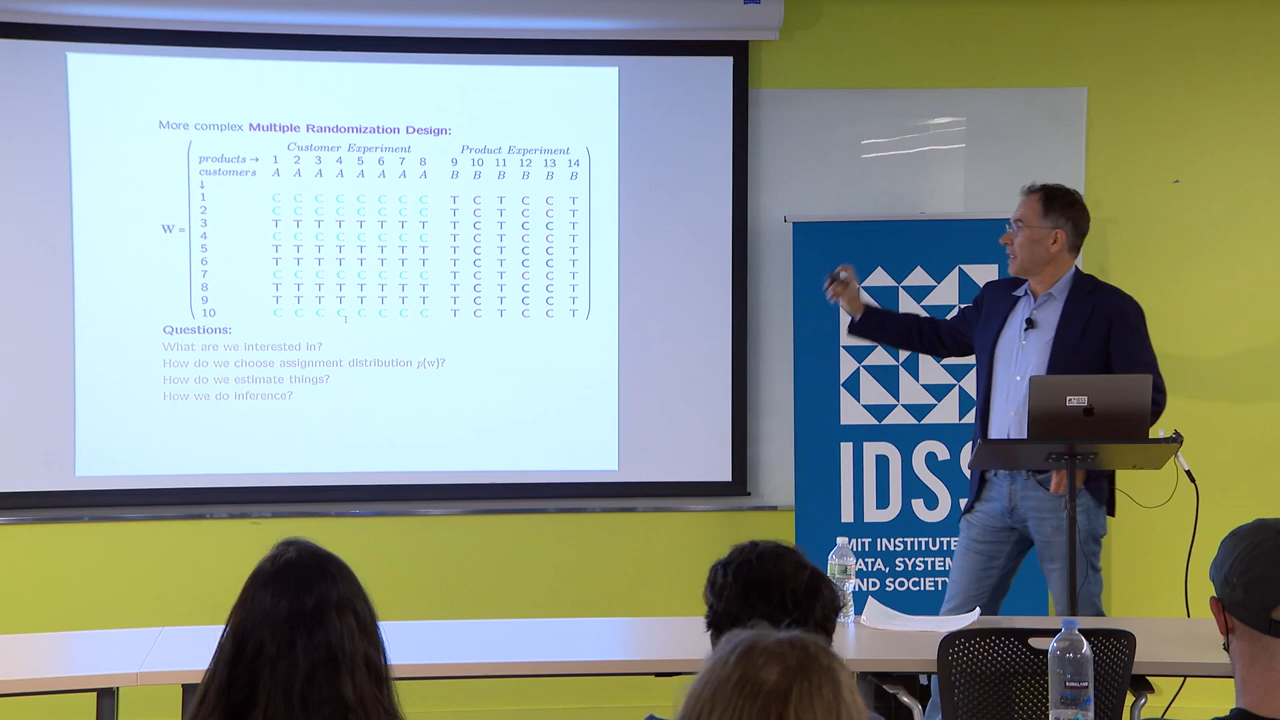 More complex Multiple Randomization Design:
Customer Experiment Product Experiment
products → 1 2 3 4 5 6 7 8 9 10 11 12 13 14
customers A A A A A A A A B B B B B B
↓
1 C C C C C C C C T C T C C T
2 C C C C C C C C T C T C C T
3 T T T T T T T T T C T C C T
W = 4 C C C C C C C C T C T C C T
5 T T T T T T T T T C T C C T
6 T T T T T T T T T C T C C T
7 C C C C C C C C T C T C C T
8 T T T T T T T T T C T C C T
9 T T T T T T T T T C T C C T
10 C C C C C C C C T C T C C T
Questions:
What are we interested in?
How do we choose assignment distribution p(w)?
How do we estimate things?
How we do inference?
IDSS
MIT INSTITUTE
DATA, SYSTEM
AND SOCIETY
IDSS
KIRKLAND